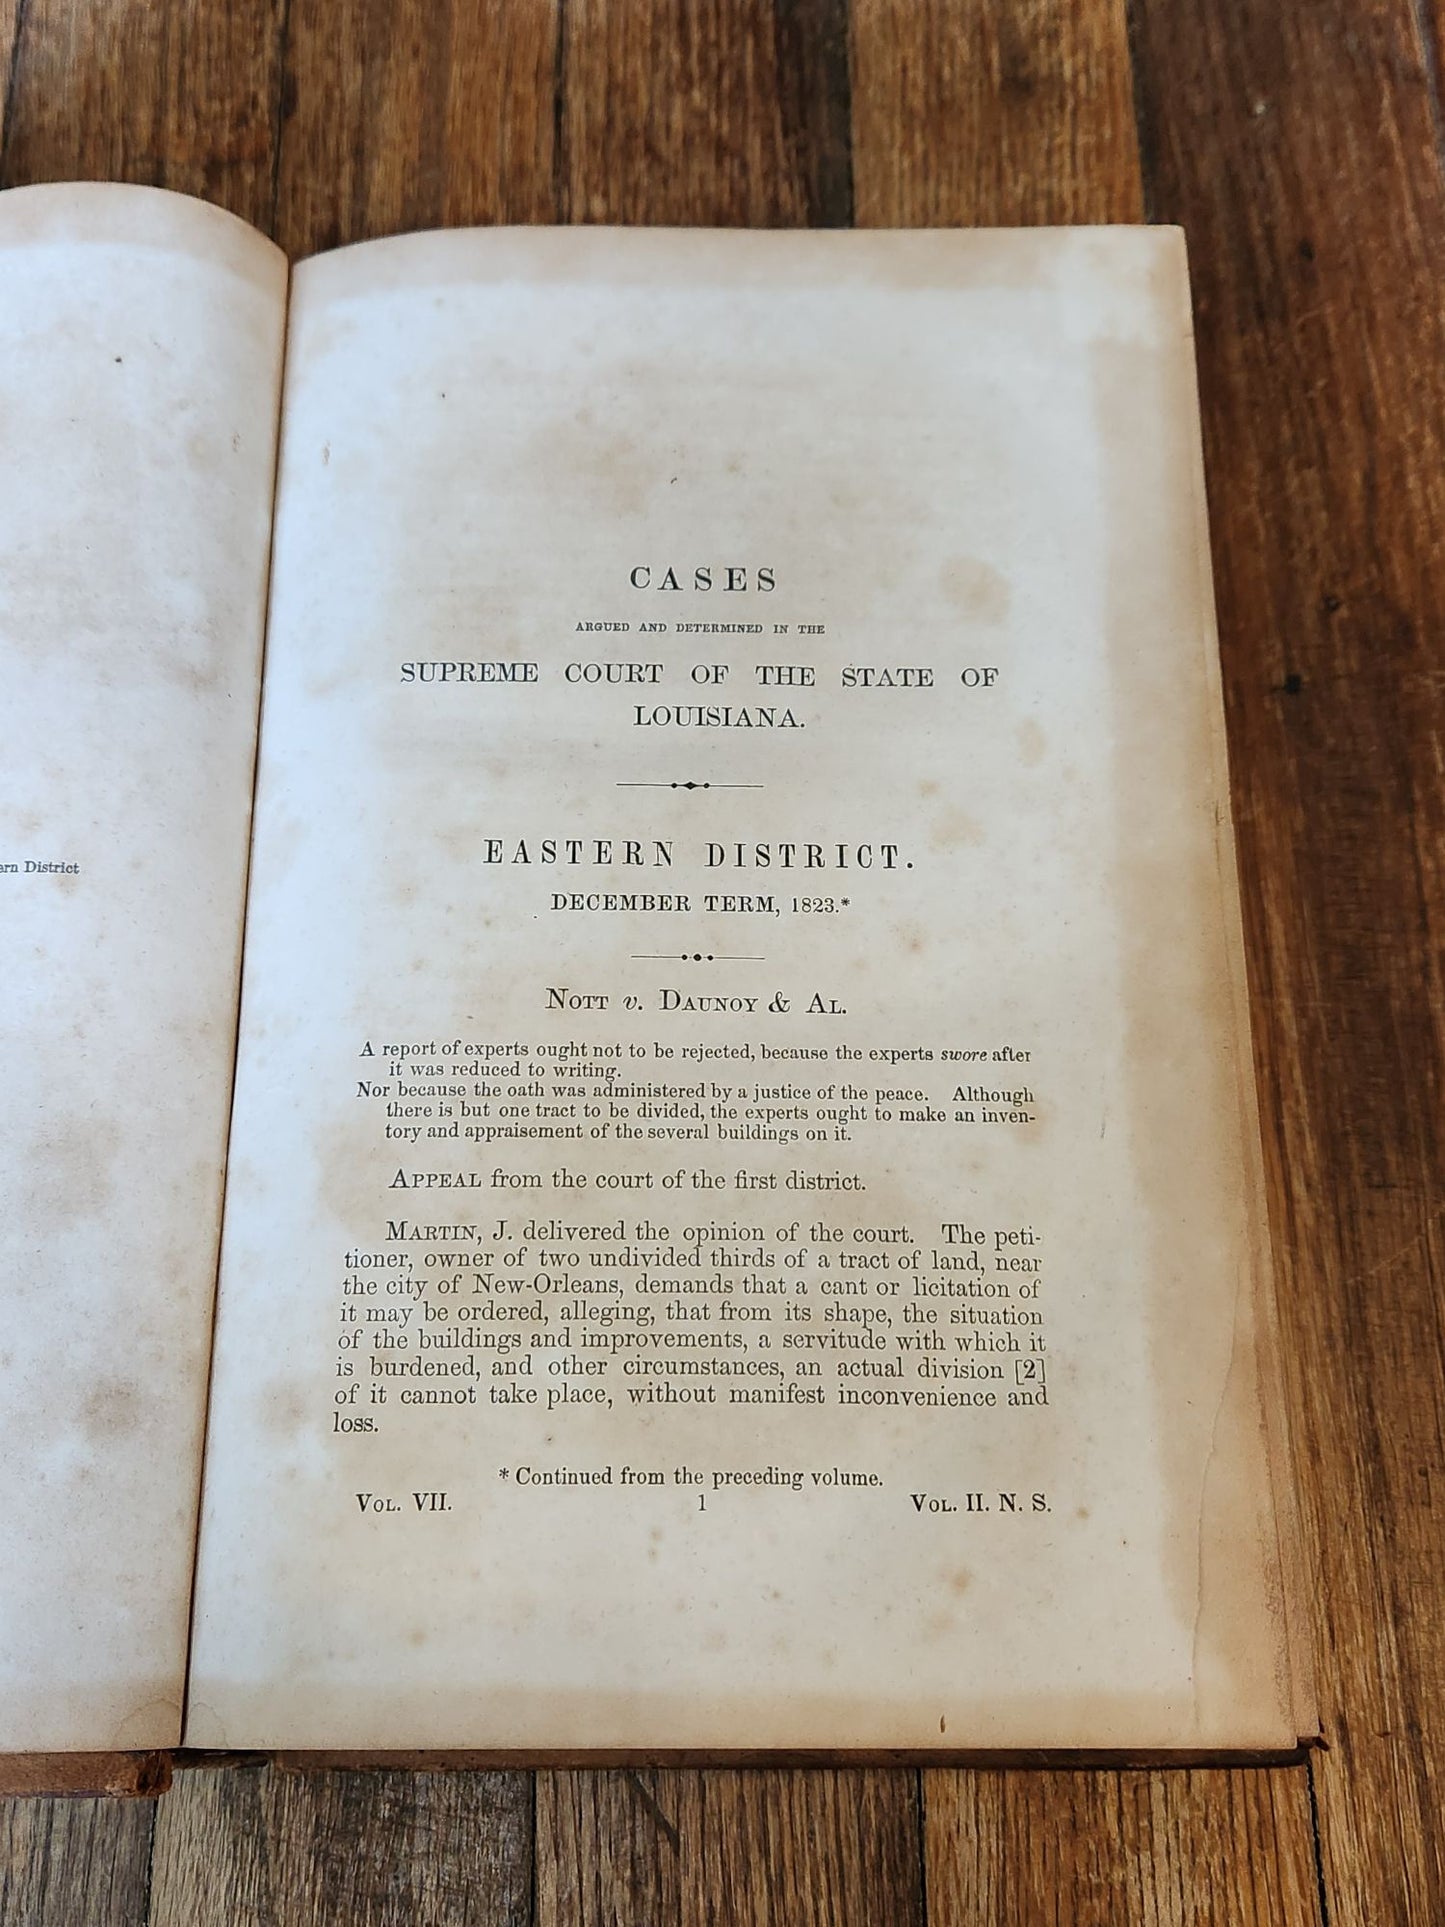 ern District
CASES
ARGUED AND DETERMINED IN THE
SUPREME COURT OF THE STATE OF
LOUISIANA.
EASTERN DISTRICT.
DECEMBER TERM, 1823.*
NOTT v. DAUNOY & AL.
A report of experts ought not to be rejected, because the experts swore after
it was reduced to writing.
Nor because the oath was administered by a justice of the peace. Although
there is but one tract to be divided, the experts ought to make an inven-
tory and appraisement of the several buildings on it.
APPEAL from the court of the first district.
MARTIN, J. delivered the opinion of the court. The peti-
tioner, owner of two undivided thirds of a tract of land, near
the city of New-Orleans, demands that a cant or licitation of
it may be ordered, alleging, that from its shape, the situation
of the buildings and improvements, a servitude with which it
is burdened, and other circumstances, an actual division [2]
of it cannot take place, without manifest inconvenience and
loss.
* Continued from the preceding volume.
VOL. VII. 1 VOL. II. N. S.